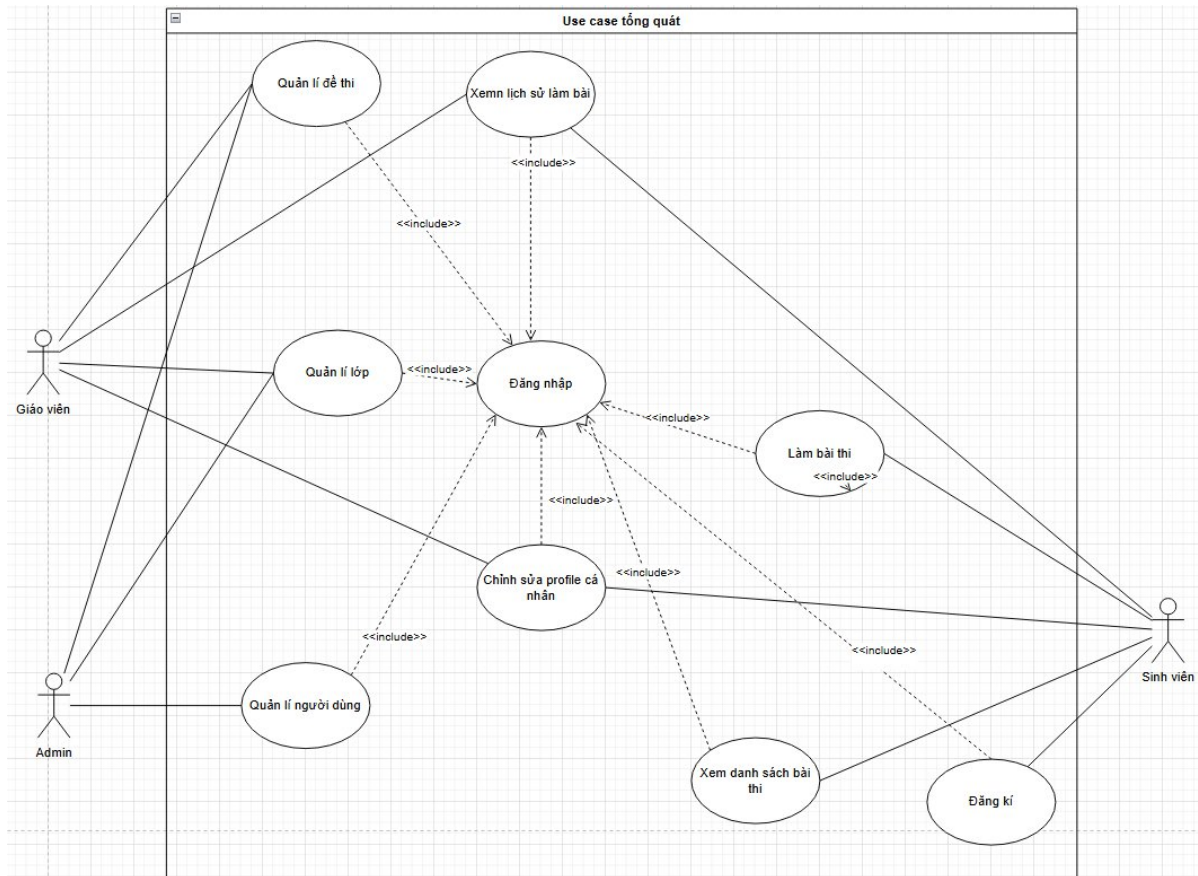 Use case tổng quát
Quản lí đề thi
Xemn lịch sử làm bài
<<include>>
<<include>>
Giáo viên
Quản lí lớp
<<include>>
Đăng nhập
<<include>>
Làm bài thi
<<include>>
<<include>>
Chỉnh sửa profile cá
nhân
<<include>>
<<include>>
<<include>>
Sinh viên
Quản lí người dùng
Admin
Xem danh sách bài
thi
Đăng kí